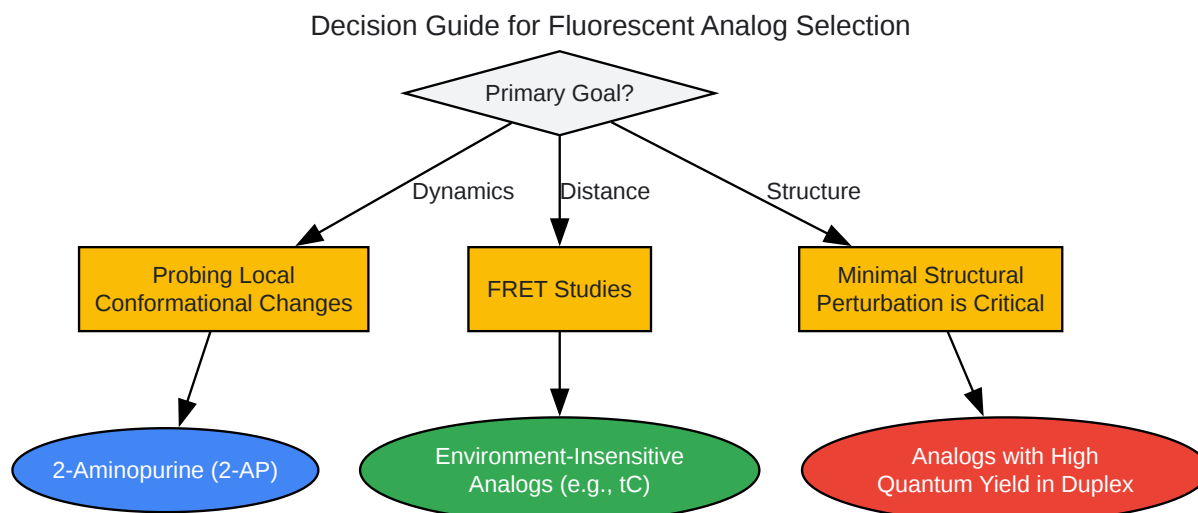 Decision Guide for Fluorescent Analog Selection
Primary Goal?
Dynamics
Distance
Structure
Probing Local
Conformational Changes
FRET Studies
Minimal Structural
Perturbation is Critical
2-Aminopurine (2-AP)
Environment-Insensitive
Analogs (e.g., tC)
Analogs with High
Quantum Yield in Duplex